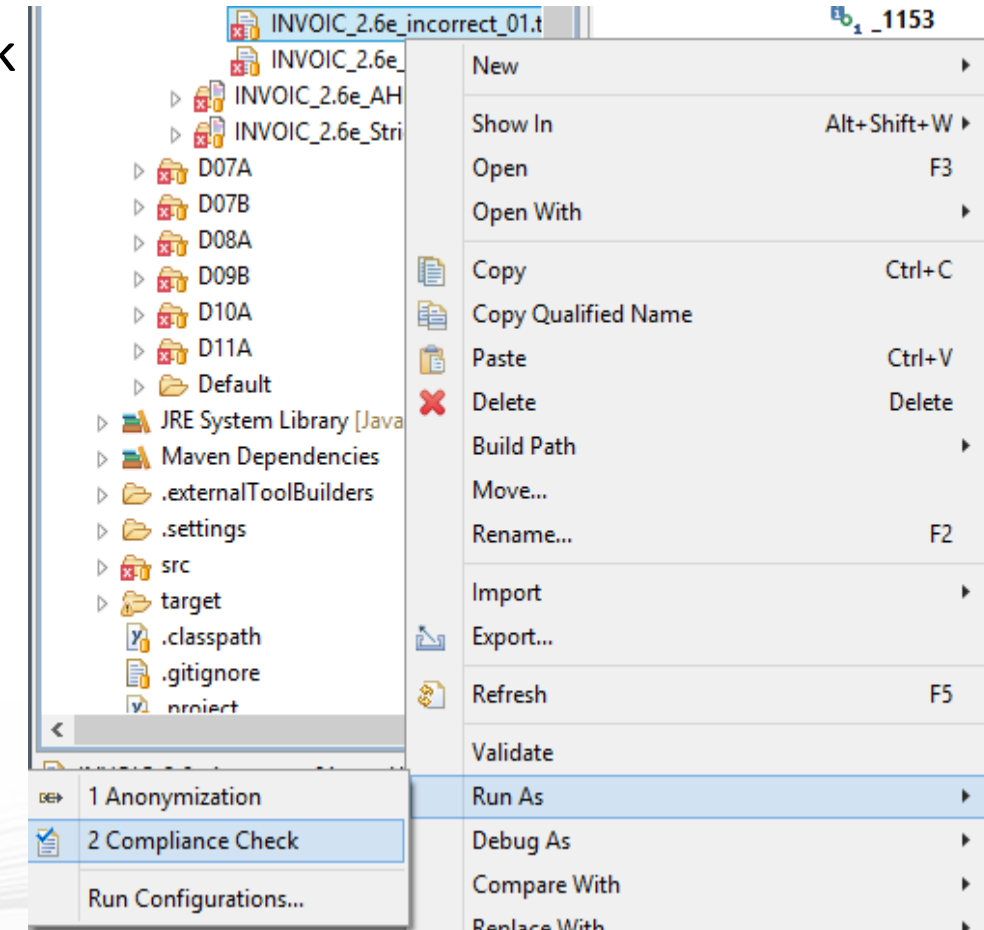 k
INVOIC_2.6e_incorrect_01.t
_1153
INVOIC_2.6e_
INVOIC_2.6e_AH
INVOIC_2.6e_Stri
D07A
D07B
D08A
D09B
D10A
D11A
Default
JRE System Library [Java
Maven Dependencies
.externalToolBuilders
.settings
src
target
.classpath
.gitignore
.project
New
Show In Alt+Shift+W
Open F3
Open With
Copy Ctrl+C
Copy Qualified Name
Paste Ctrl+V
Delete Delete
Build Path
Move...
Rename... F2
Import
Export...
Refresh F5
Validate
Run As
Debug As
Compare With
Replace With
1 Anonymization
2 Compliance Check
Run Configurations...